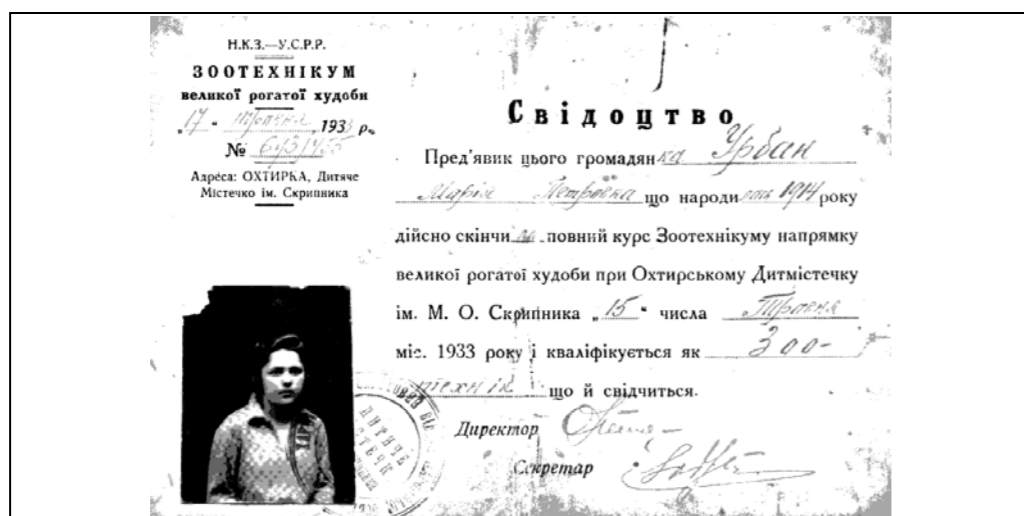 Н.К.З.—У.С.Р.Р.
ЗООТЕХНІКУМ
великої рогатої худоби
„17“ Травня 1933 р.
№
Адреса: ОХТИРКА, Дитяче
Містечко ім. Скрипника
Свідоцтво
Пред'явник цього громадянка Урбан
Марія Петровна що народилась 1914 року
дійсно скінчила повний курс Зоотехнікуму напрямку
великої рогатої худоби при Охтирському Дитмістечку
ім. М. О. Скрипника „15“ числа Травня
міс. 1933 року і кваліфікується як Зоо-
технік що й свідчиться.
Директор
Секретар
ДИТЯЧЕ
МІСТЕЧК